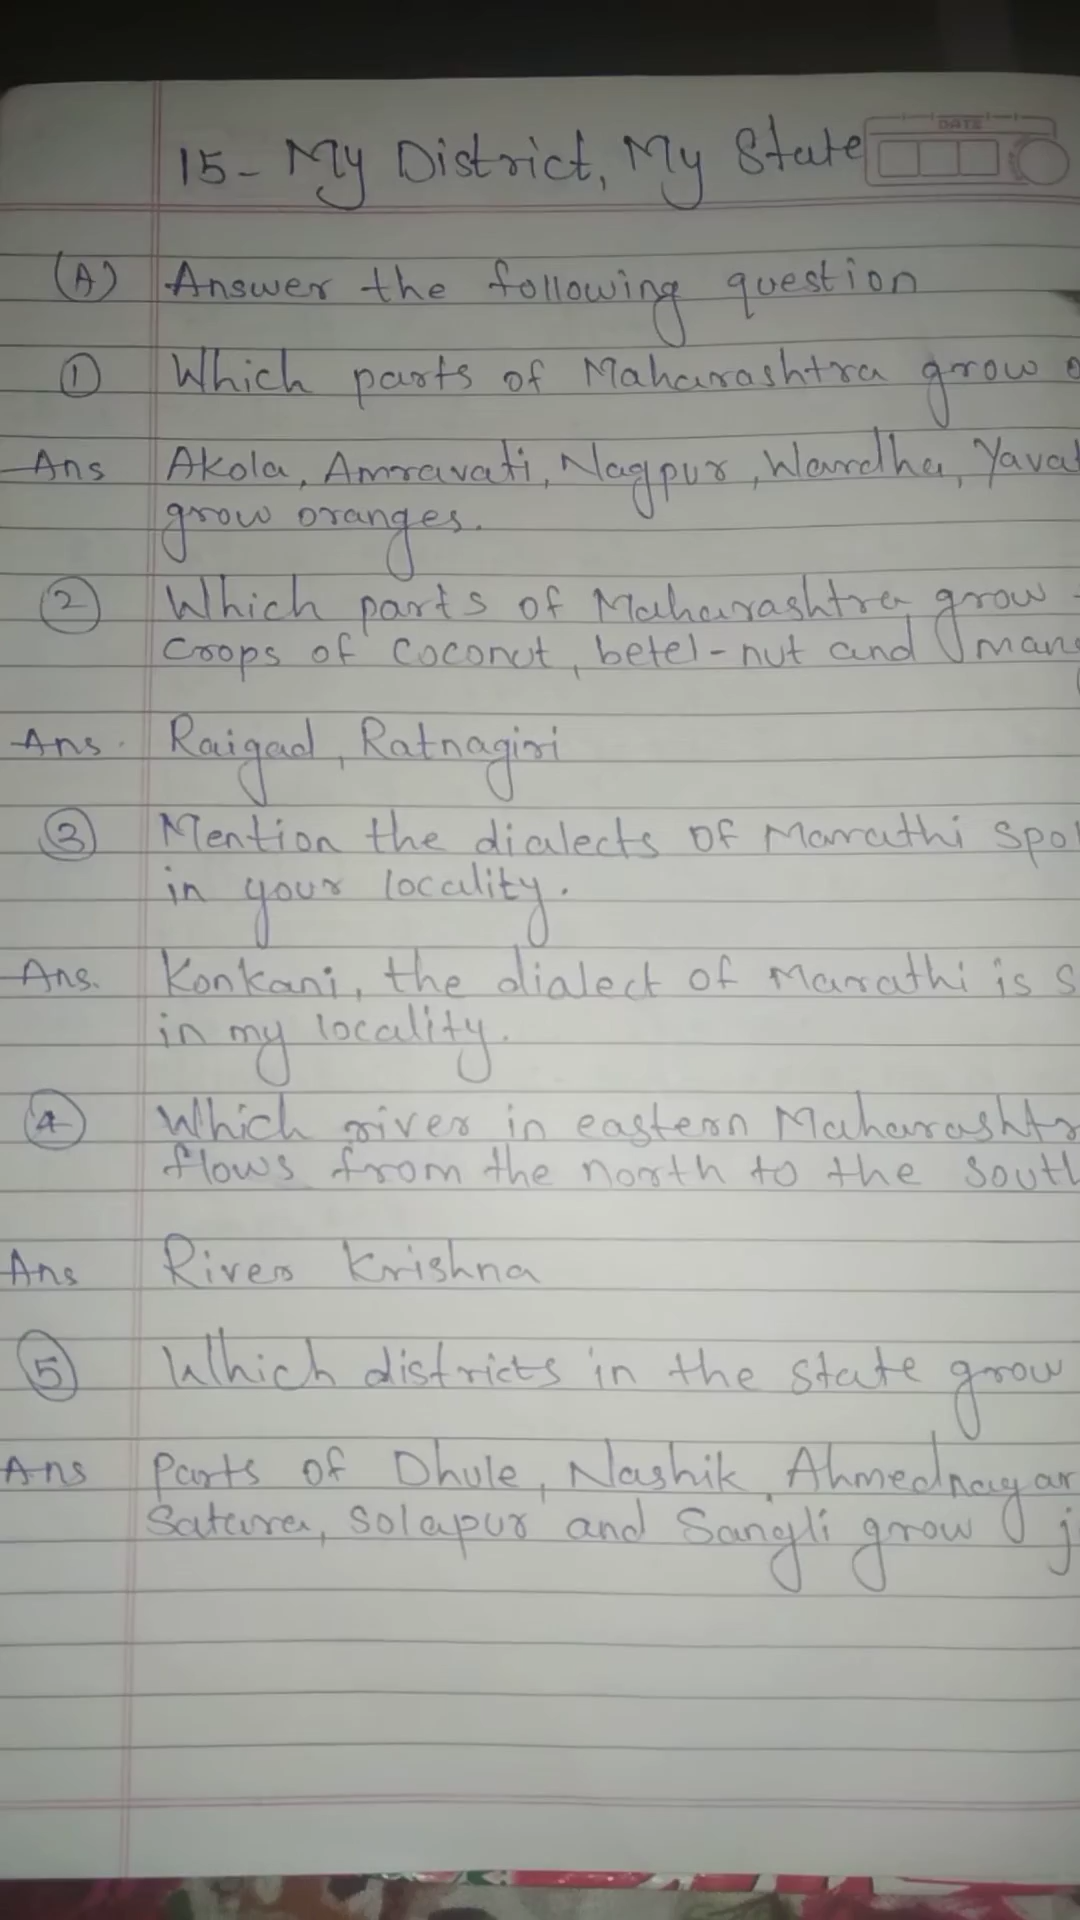 15- My District, My State
DATE
(A) Answer the following question
① Which parts of Maharashtra grow
Ans Akola, Amravati, Nagpur, Wardha, Yava
grow oranges.
② Which parts of Maharashtra grow
crops of coconut, betel-nut and man
Ans. Raigad, Ratnagiri
③ Mention the dialects of Marathi spo
in your locality.
Ans. Konkani, the dialect of Marathi is s
in my locality.
④ Which river in eastern Maharasht
flows from the north to the south
Ans River Krishna
⑤ Which districts in the state grow
Ans Parts of Dhule, Nashik, Ahmednagar
Satara, Solapur and Sangli grow j